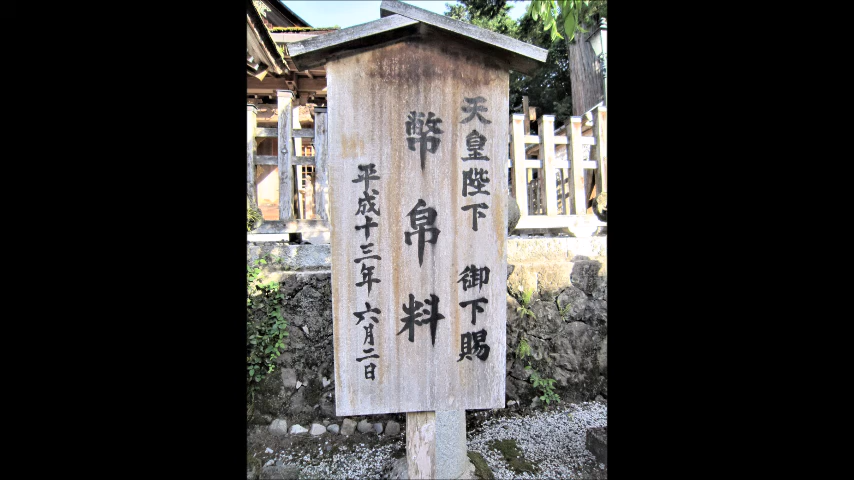 天皇陛下 御下賜
幣帛料
平成十三年 六月二日